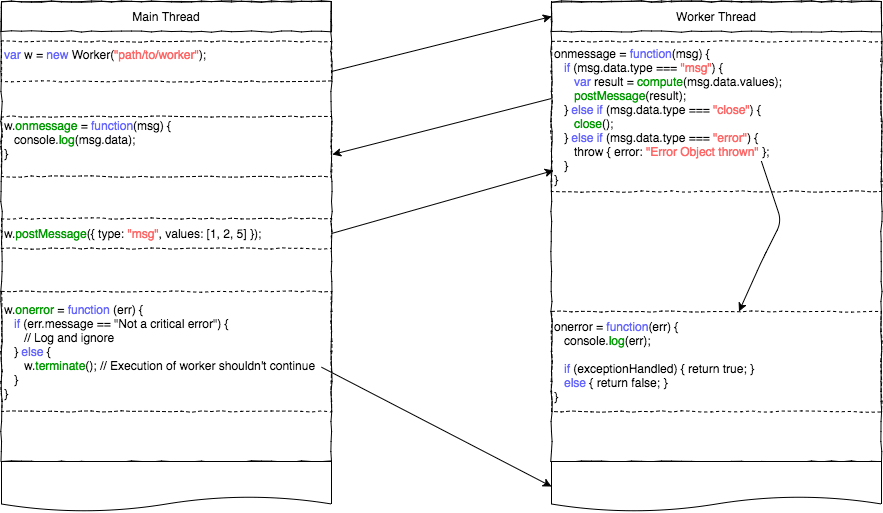 Main Thread
var w = new Worker("path/to/worker");
w.onmessage = function(msg) {
console.log(msg.data);
}
w.postMessage({ type: "msg", values: [1, 2, 5] });
w.onerror = function (err) {
if (err.message == "Not a critical error") {
// Log and ignore
} else {
w.terminate(); // Execution of worker shouldn't continue
}
}
Worker Thread
onmessage = function(msg) {
if (msg.data.type === "msg") {
var result = compute(msg.data.values);
postMessage(result);
} else if (msg.data.type === "close") {
close();
} else if (msg.data.type === "error") {
throw { error: "Error Object thrown" };
}
}
onerror = function(err) {
console.log(err);
if (exceptionHandled) { return true; }
else { return false; }
}